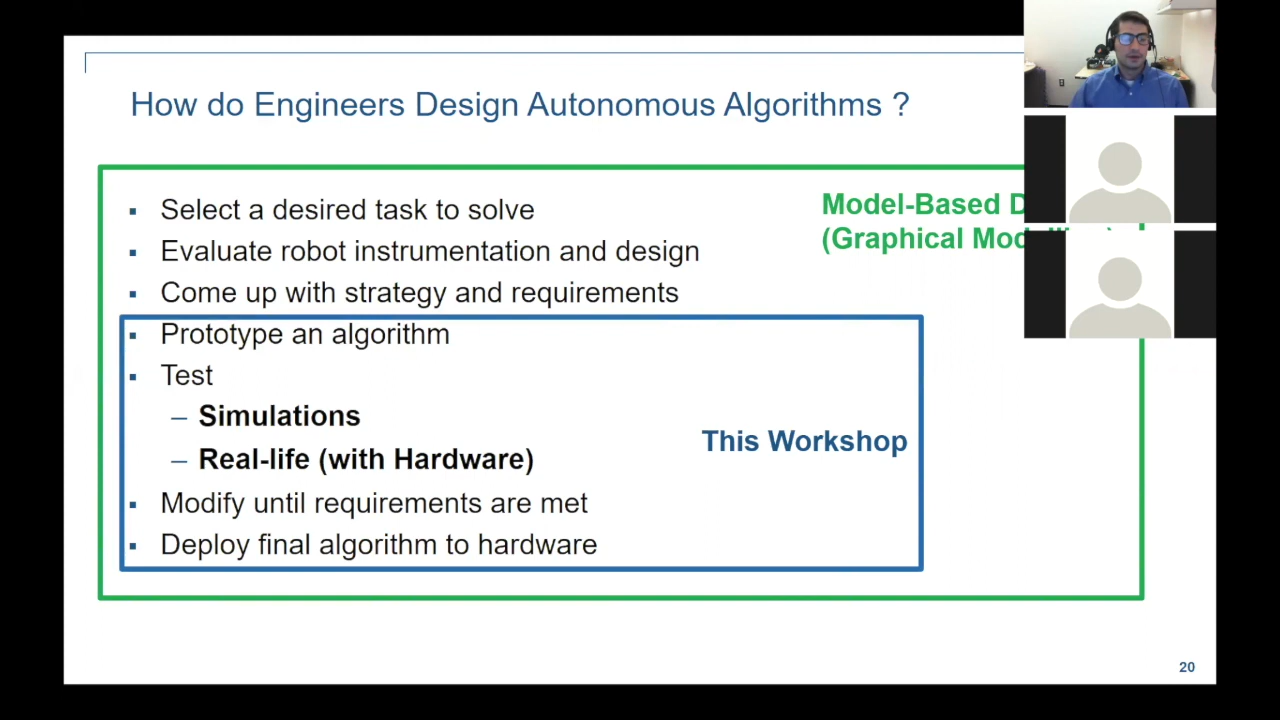 How do Engineers Design Autonomous Algorithms ?
Select a desired task to solve
Evaluate robot instrumentation and design
Come up with strategy and requirements
Model-Based
(Graphical
Prototype an algorithm
Test
– Simulations
– Real-life (with Hardware)
This Workshop
Modify until requirements are met
Deploy final algorithm to hardware
20